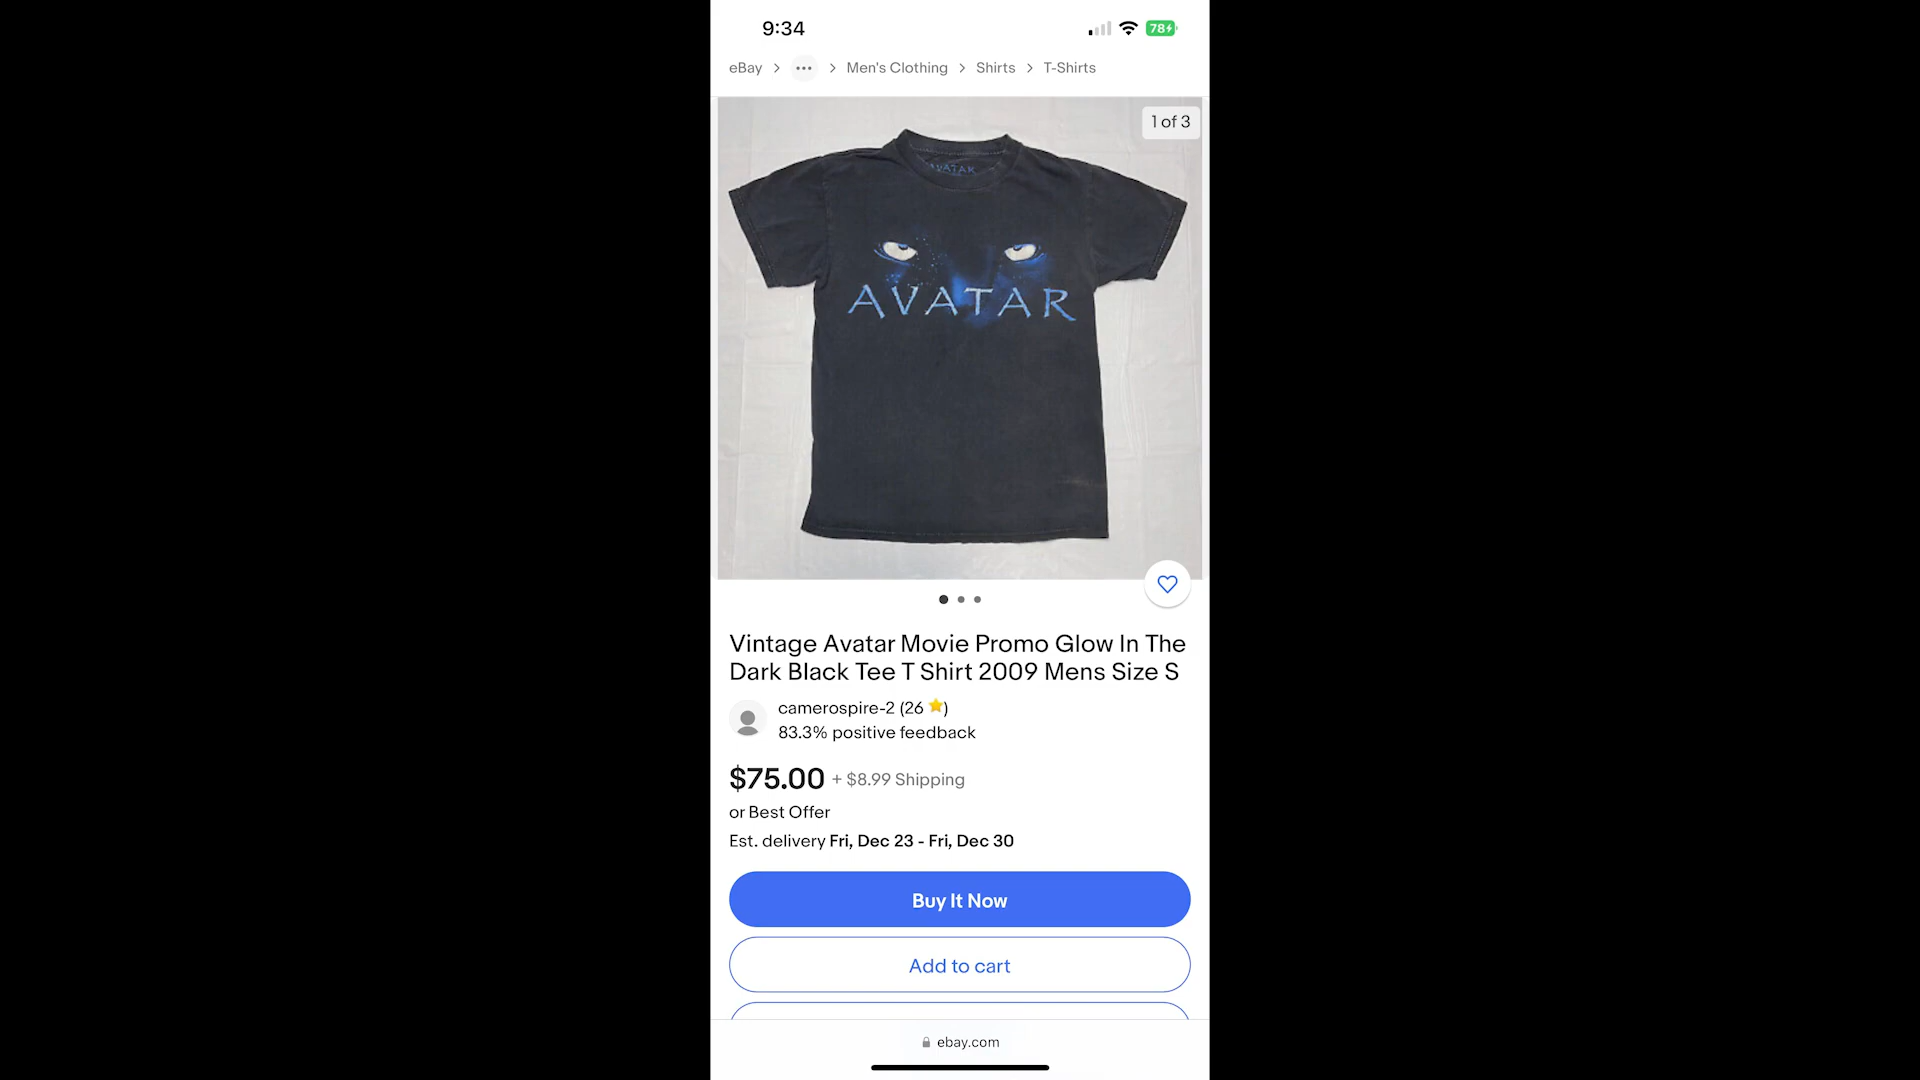 9:34
78
eBay > ... > Men's Clothing > Shirts > T-Shirts
1 of 3
AVATAR
AVATAR
Vintage Avatar Movie Promo Glow In The
Dark Black Tee T Shirt 2009 Mens Size S
camerospire-2 (26 ⭐)
83.3% positive feedback
$75.00 + $8.99 Shipping
or Best Offer
Est. delivery Fri, Dec 23 - Fri, Dec 30
Buy It Now
Add to cart
ebay.com